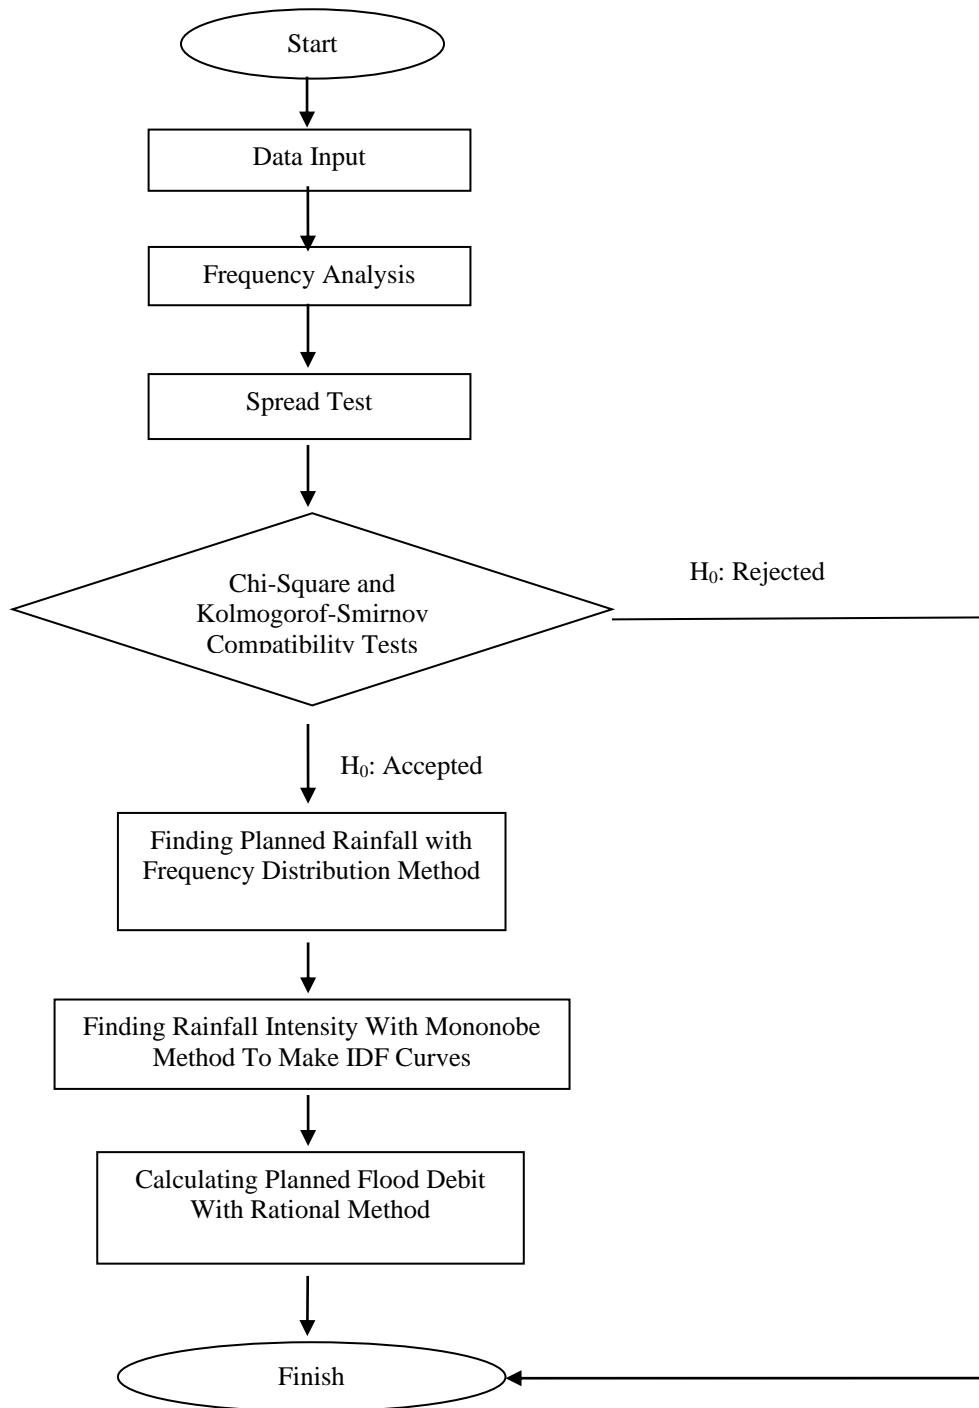 Start
Data Input
Frequency Analysis
Spread Test
Chi-Square and
Kolmogorof-Smirnov
Compatibility Tests
H₀: Rejected
H₀: Accepted
Finding Planned Rainfall with
Frequency Distribution Method
Finding Rainfall Intensity With Mononobe
Method To Make IDF Curves
Calculating Planned Flood Debit
With Rational Method
Finish